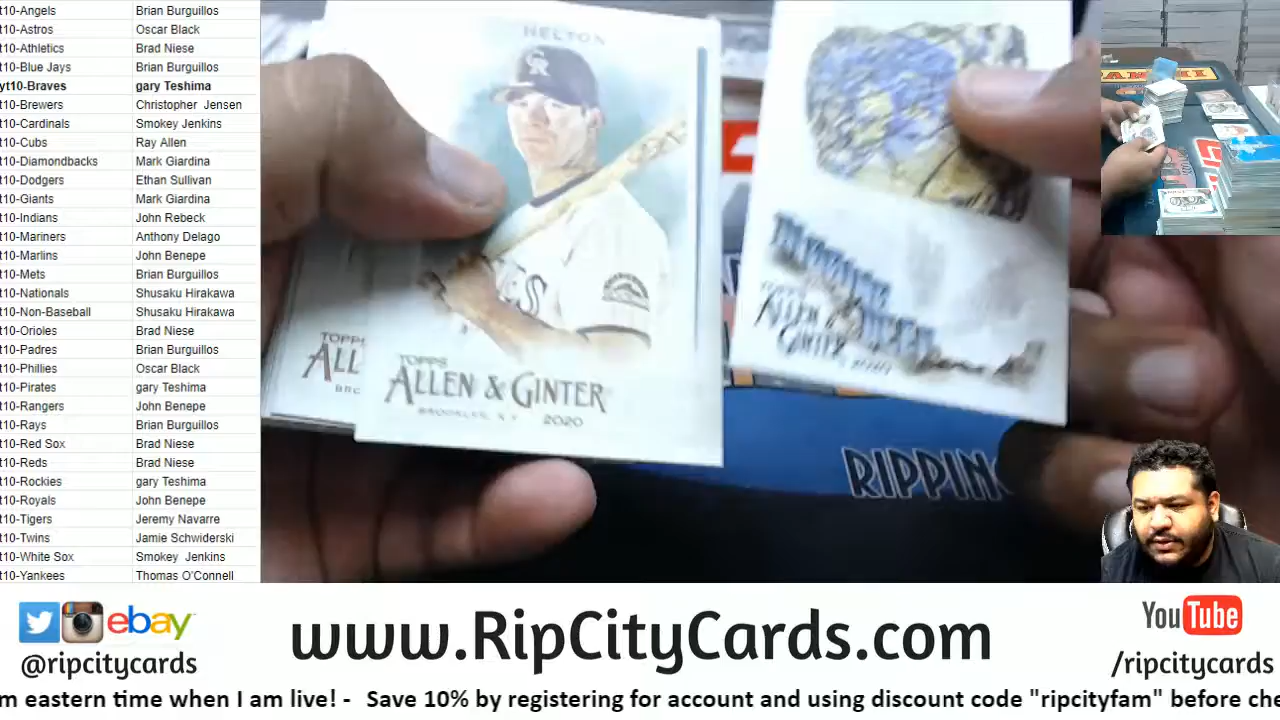 t10-Angels Brian Burguillos
t10-Astros Oscar Black
t10-Athletics Brad Niese
t10-Blue Jays Brian Burguillos
yt10-Braves gary Teshima
t10-Brewers Christopher Jensen
t10-Cardinals Smokey Jenkins
t10-Cubs Ray Allen
t10-Diamondbacks Mark Giardina
t10-Dodgers Ethan Sullivan
t10-Giants Mark Giardina
t10-Indians John Rebeck
t10-Mariners Anthony Delago
t10-Marlins John Benepe
t10-Mets Brian Burguillos
t10-Nationals Shusaku Hirakawa
t10-Non-Baseball Shusaku Hirakawa
t10-Orioles Brad Niese
t10-Padres Brian Burguillos
t10-Phillies Oscar Black
t10-Pirates gary Teshima
t10-Rangers John Benepe
t10-Rays Brian Burguillos
t10-Red Sox Brad Niese
t10-Reds Brad Niese
t10-Rockies gary Teshima
t10-Royals John Benepe
t10-Tigers Jeremy Navarre
t10-Twins Jamie Schwiderski
t10-White Sox Smokey Jenkins
t10-Yankees Thomas O'Connell
HELTON
CR
TOPPS
ALLEN & GINTER
BROOKLYN, N.Y. 2020
TOPP
ALL
BRO
ALLEN &
GINTER
RIPPIN
ebay
@ripcitycards
www.RipCityCards.com
YouTube
/ripcitycards
m eastern time when I am live! - Save 10% by registering for account and using discount code "ripcityfam" before che